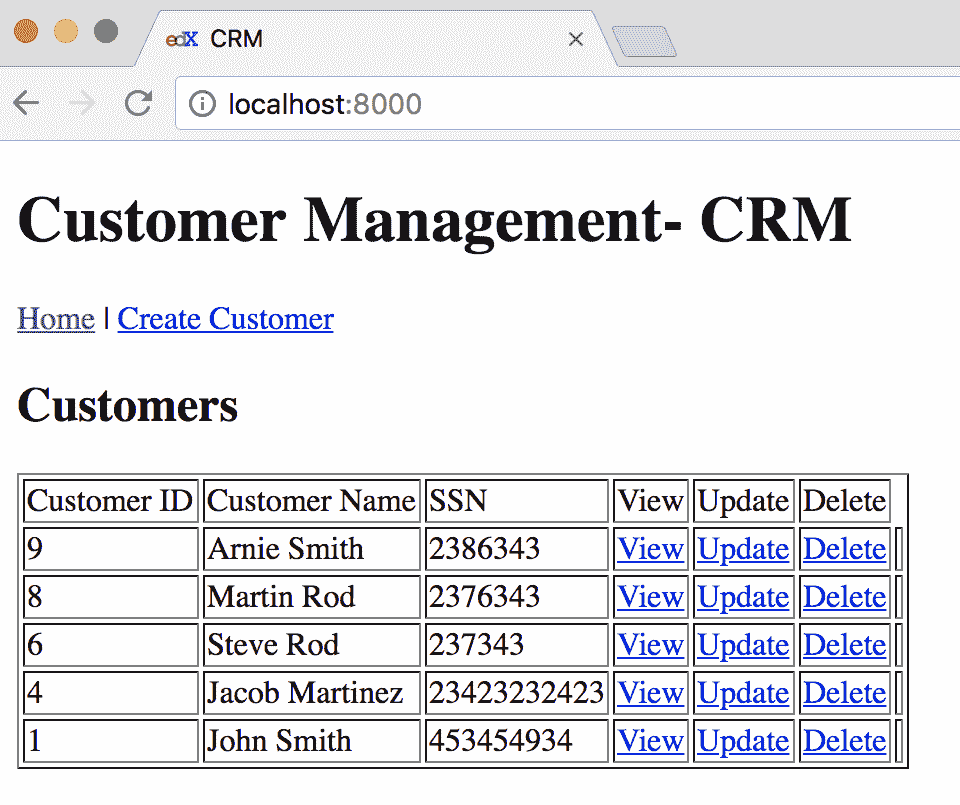 edX CRM
localhost:8000
Customer Management- CRM
Home | Create Customer
Customers
Customer ID Customer Name SSN View Update Delete
9 Arnie Smith 2386343 View Update Delete
8 Martin Rod 2376343 View Update Delete
6 Steve Rod 237343 View Update Delete
4 Jacob Martinez 23423232423 View Update Delete
1 John Smith 453454934 View Update Delete